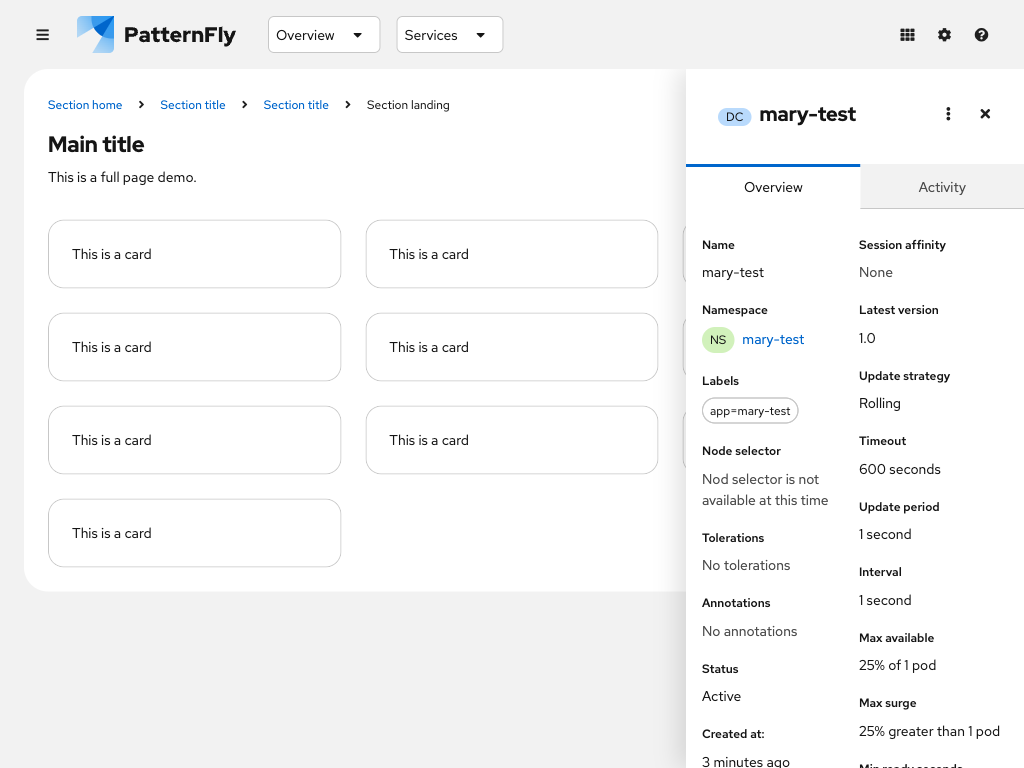 PatternFly
Overview
Services
Section home
Section title
Section title
Section landing
Main title
This is a full page demo.
This is a card
This is a card
This is a card
This is a card
This is a card
This is a card
This is a card
DC
mary-test
Overview
Activity
Name
mary-test
Namespace
NS
mary-test
Labels
app=mary-test
Node selector
Nod selector is not
available at this time
Tolerations
No tolerations
Annotations
No annotations
Status
Active
Created at:
3 minutes ago
Session affinity
None
Latest version
1.0
Update strategy
Rolling
Timeout
600 seconds
Update period
1 second
Interval
1 second
Max available
25% of 1 pod
Max surge
25% greater than 1 pod
Min ready seconds